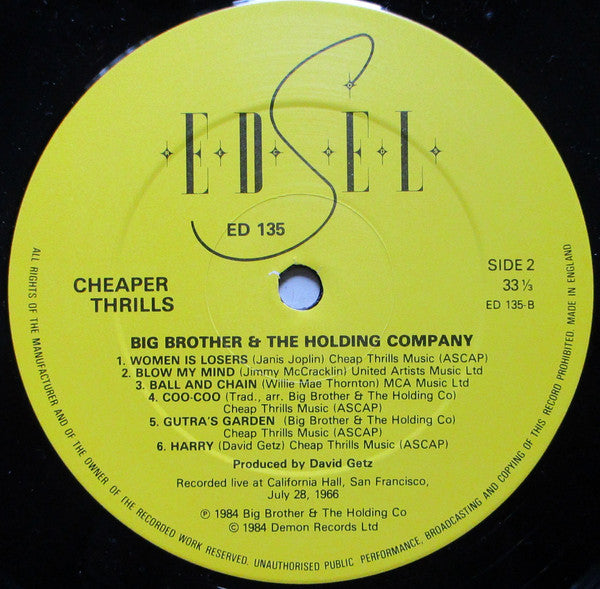 EDSEL
ED 135
CHEAPER
THRILLS
SIDE 2
33 ⅓
ED 135-B
BIG BROTHER & THE HOLDING COMPANY
1. WOMEN IS LOSERS (Janis Joplin) Cheap Thrills Music (ASCAP)
2. BLOW MY MIND (Jimmy McCracklin) United Artists Music Ltd
3. BALL AND CHAIN (Willie Mae Thornton) MCA Music Ltd
4. COO-COO (Trad., arr. Big Brother & The Holding Co)
Cheap Thrills Music (ASCAP)
5. GUTRA'S GARDEN (Big Brother & The Holding Co)
Cheap Thrills Music (ASCAP)
6. HARRY (David Getz) Cheap Thrills Music (ASCAP)
Produced by David Getz
Recorded live at California Hall, San Francisco,
July 28, 1966
℗ 1984 Big Brother & The Holding Co
© 1984 Demon Records Ltd
ALL RIGHTS OF THE MANUFACTURER AND OF THE OWNER OF THE RECORDED WORK RESERVED. UNAUTHORISED PUBLIC PERFORMANCE, BROADCASTING AND COPYING OF THIS RECORD PROHIBITED. MADE IN ENGLAND